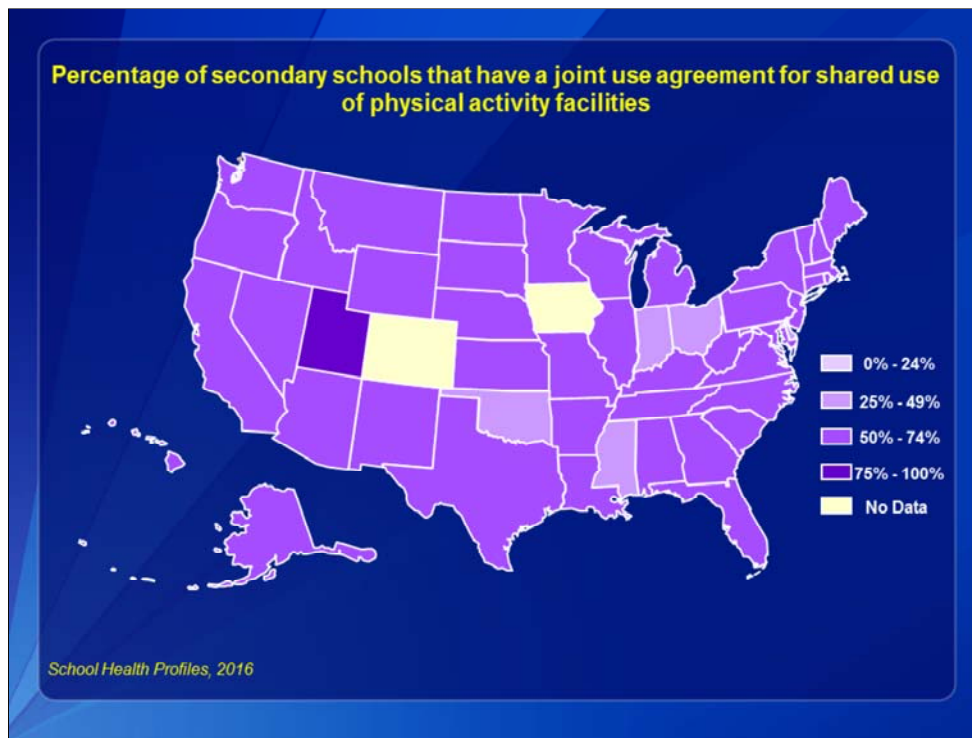 Percentage of secondary schools that have a joint use agreement for shared use
of physical activity facilities
0% - 24%
25% - 49%
50% - 74%
75% - 100%
No Data
School Health Profiles, 2016